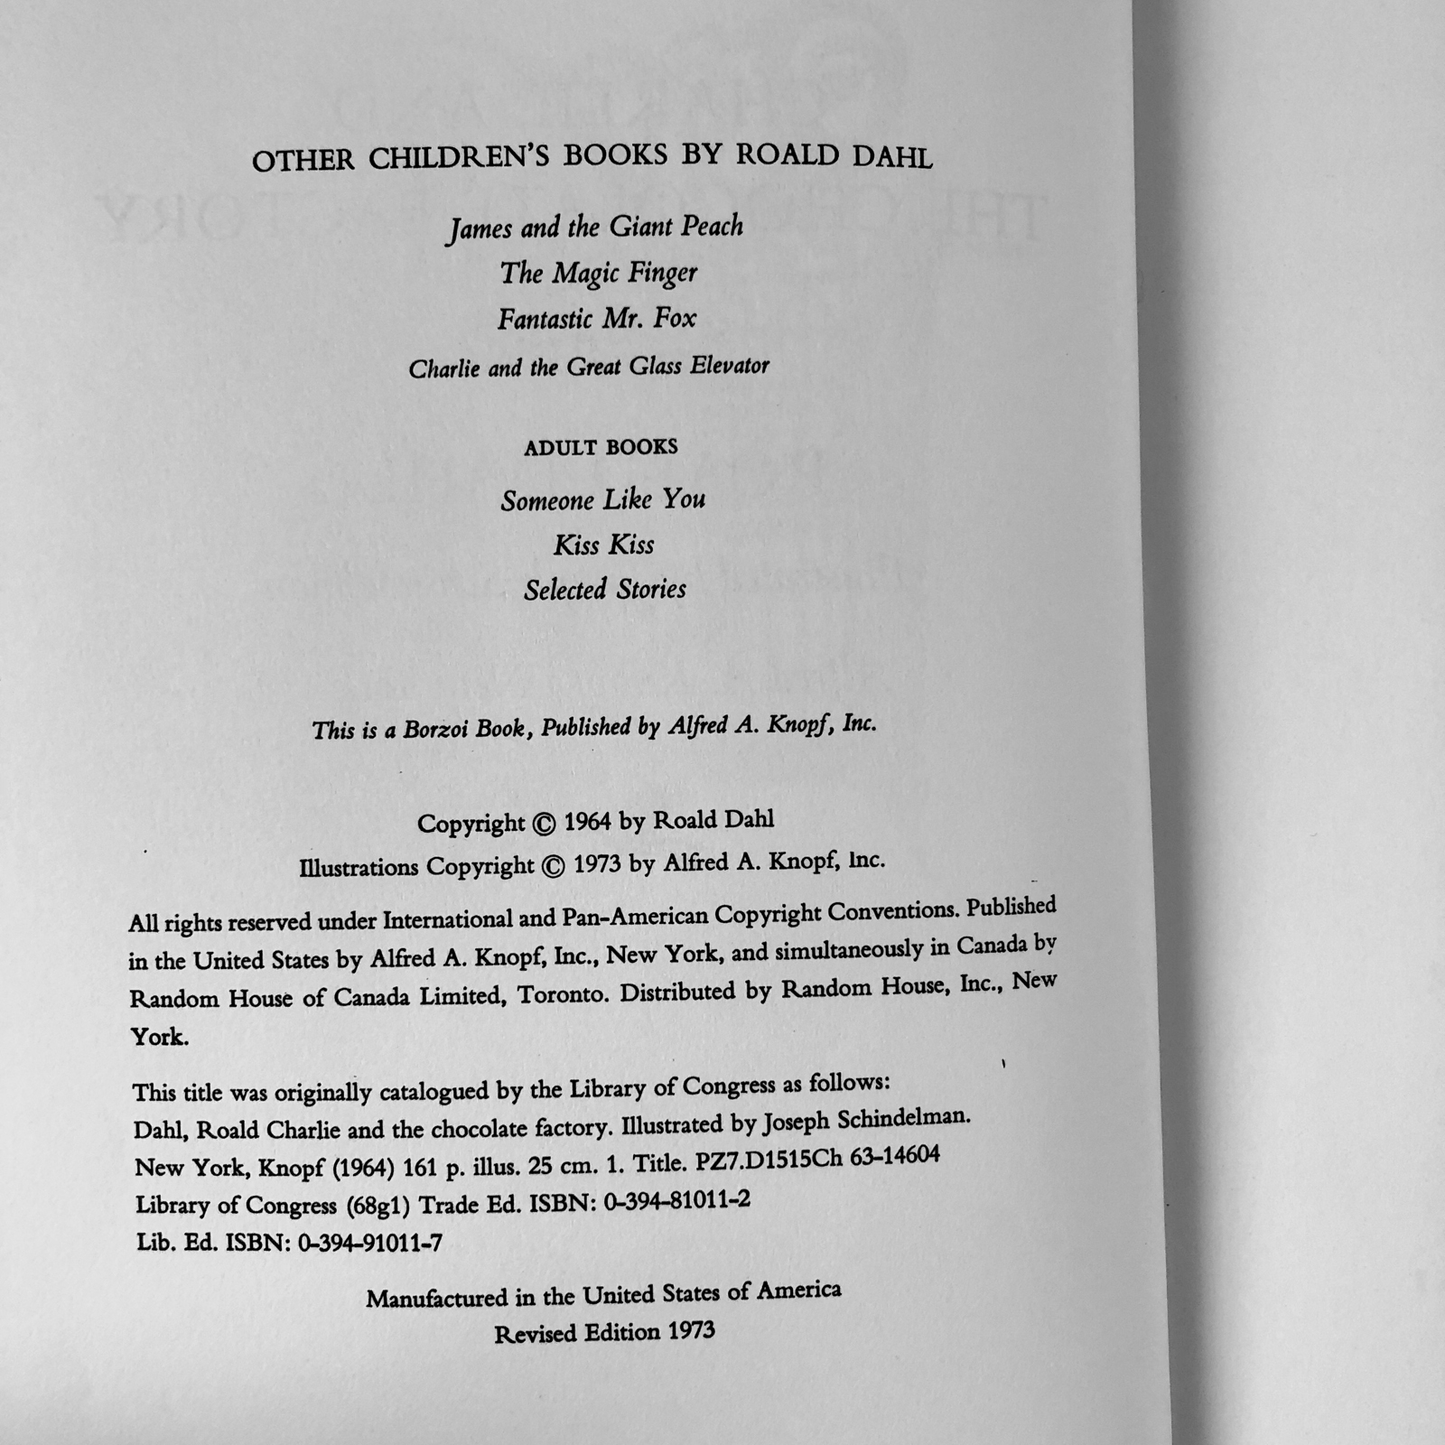 OTHER CHILDREN'S BOOKS BY ROALD DAHL
James and the Giant Peach
The Magic Finger
Fantastic Mr. Fox
Charlie and the Great Glass Elevator
ADULT BOOKS
Someone Like You
Kiss Kiss
Selected Stories
This is a Borzoi Book, Published by Alfred A. Knopf, Inc.
Copyright © 1964 by Roald Dahl
Illustrations Copyright © 1973 by Alfred A. Knopf, Inc.
All rights reserved under International and Pan-American Copyright Conventions. Published
in the United States by Alfred A. Knopf, Inc., New York, and simultaneously in Canada by
Random House of Canada Limited, Toronto. Distributed by Random House, Inc., New
York.
This title was originally catalogued by the Library of Congress as follows:
Dahl, Roald Charlie and the chocolate factory. Illustrated by Joseph Schindelman.
New York, Knopf (1964) 161 p. illus. 25 cm. 1. Title. PZ7.D1515Ch 63-14604
Library of Congress (68g1) Trade Ed. ISBN: 0-394-81011-2
Lib. Ed. ISBN: 0-394-91011-7
Manufactured in the United States of America
Revised Edition 1973